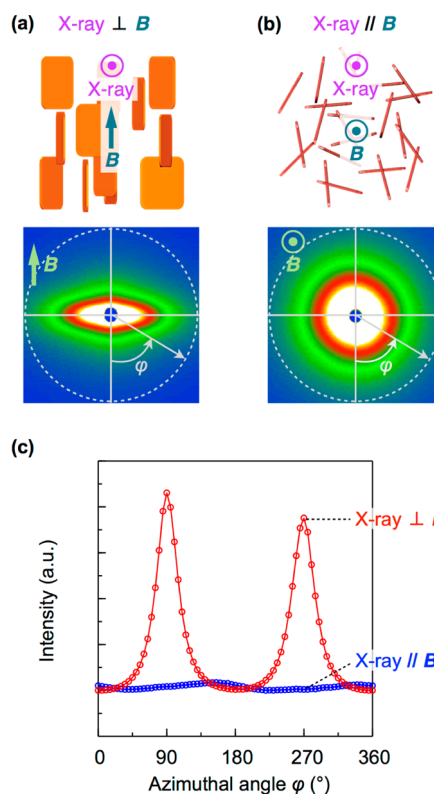 (a)
X-ray ⊥ B
X-ray
B
B
φ
(b)
X-ray // B
X-ray
B
B
φ
(c)
Intensity (a.u.)
X-ray ⊥
X-ray // B
0 90 180 270 360
Azimuthal angle φ (°)